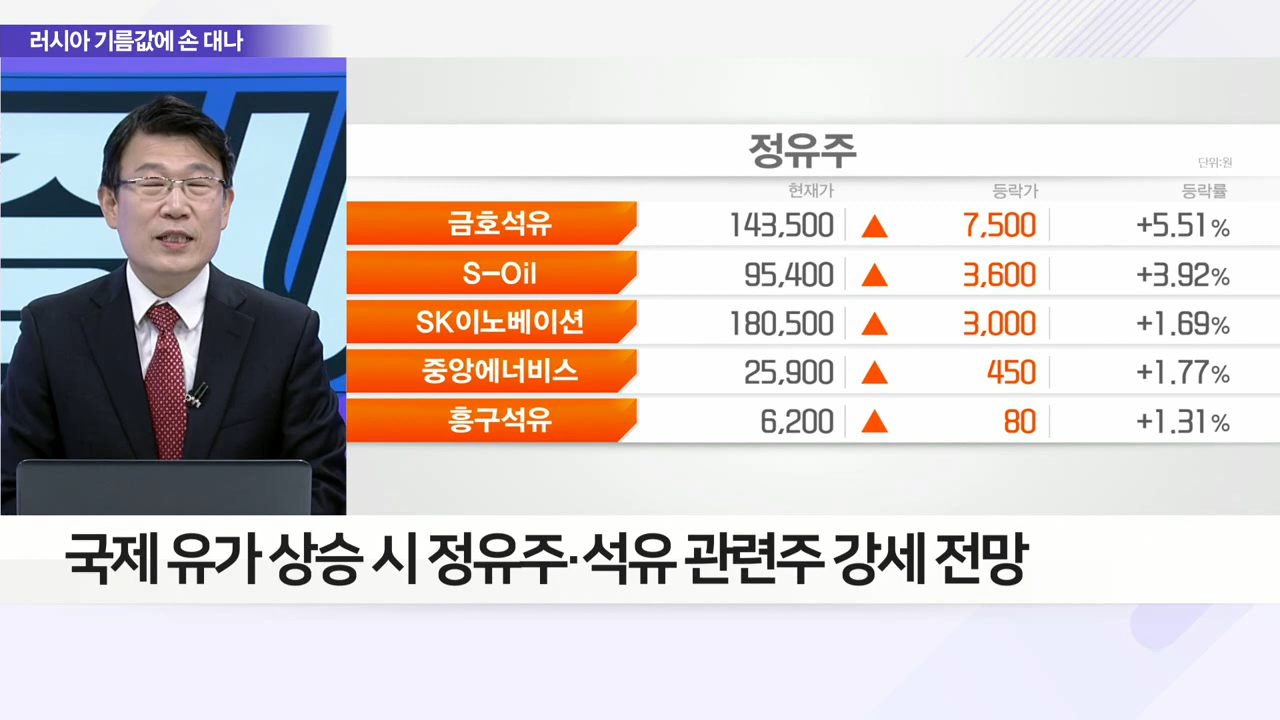 러시아 기름값에 손 대나
정유주
단위:원
현재가 등락가 등락률
금호석유 143,500 ▲ 7,500 +5.51%
S-Oil 95,400 ▲ 3,600 +3.92%
SK이노베이션 180,500 ▲ 3,000 +1.69%
중앙에너비스 25,900 ▲ 450 +1.77%
흥구석유 6,200 ▲ 80 +1.31%
국제 유가 상승 시 정유주·석유 관련주 강세 전망